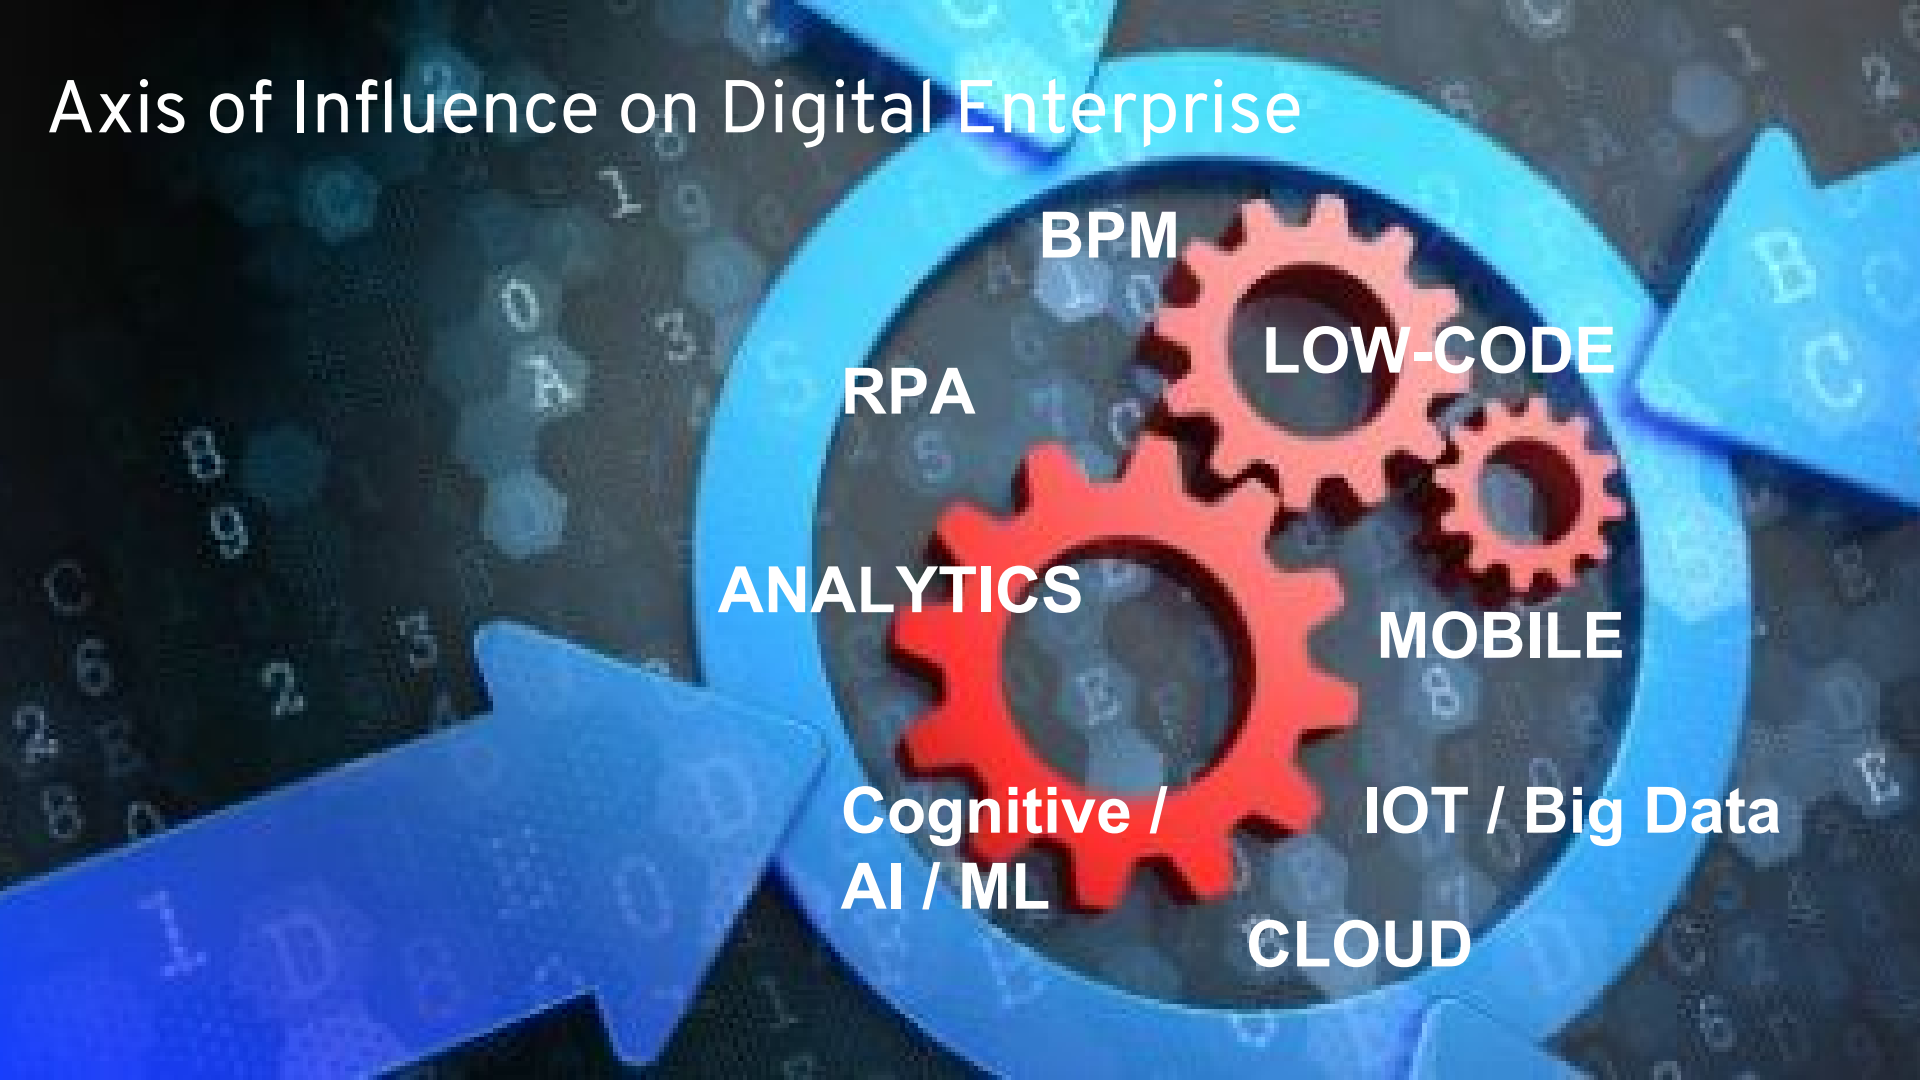 Axis of Influence on Digital Enterprise
BPM
LOW-CODE
RPA
ANALYTICS
MOBILE
Cognitive /
AI / ML
IOT / Big Data
CLOUD